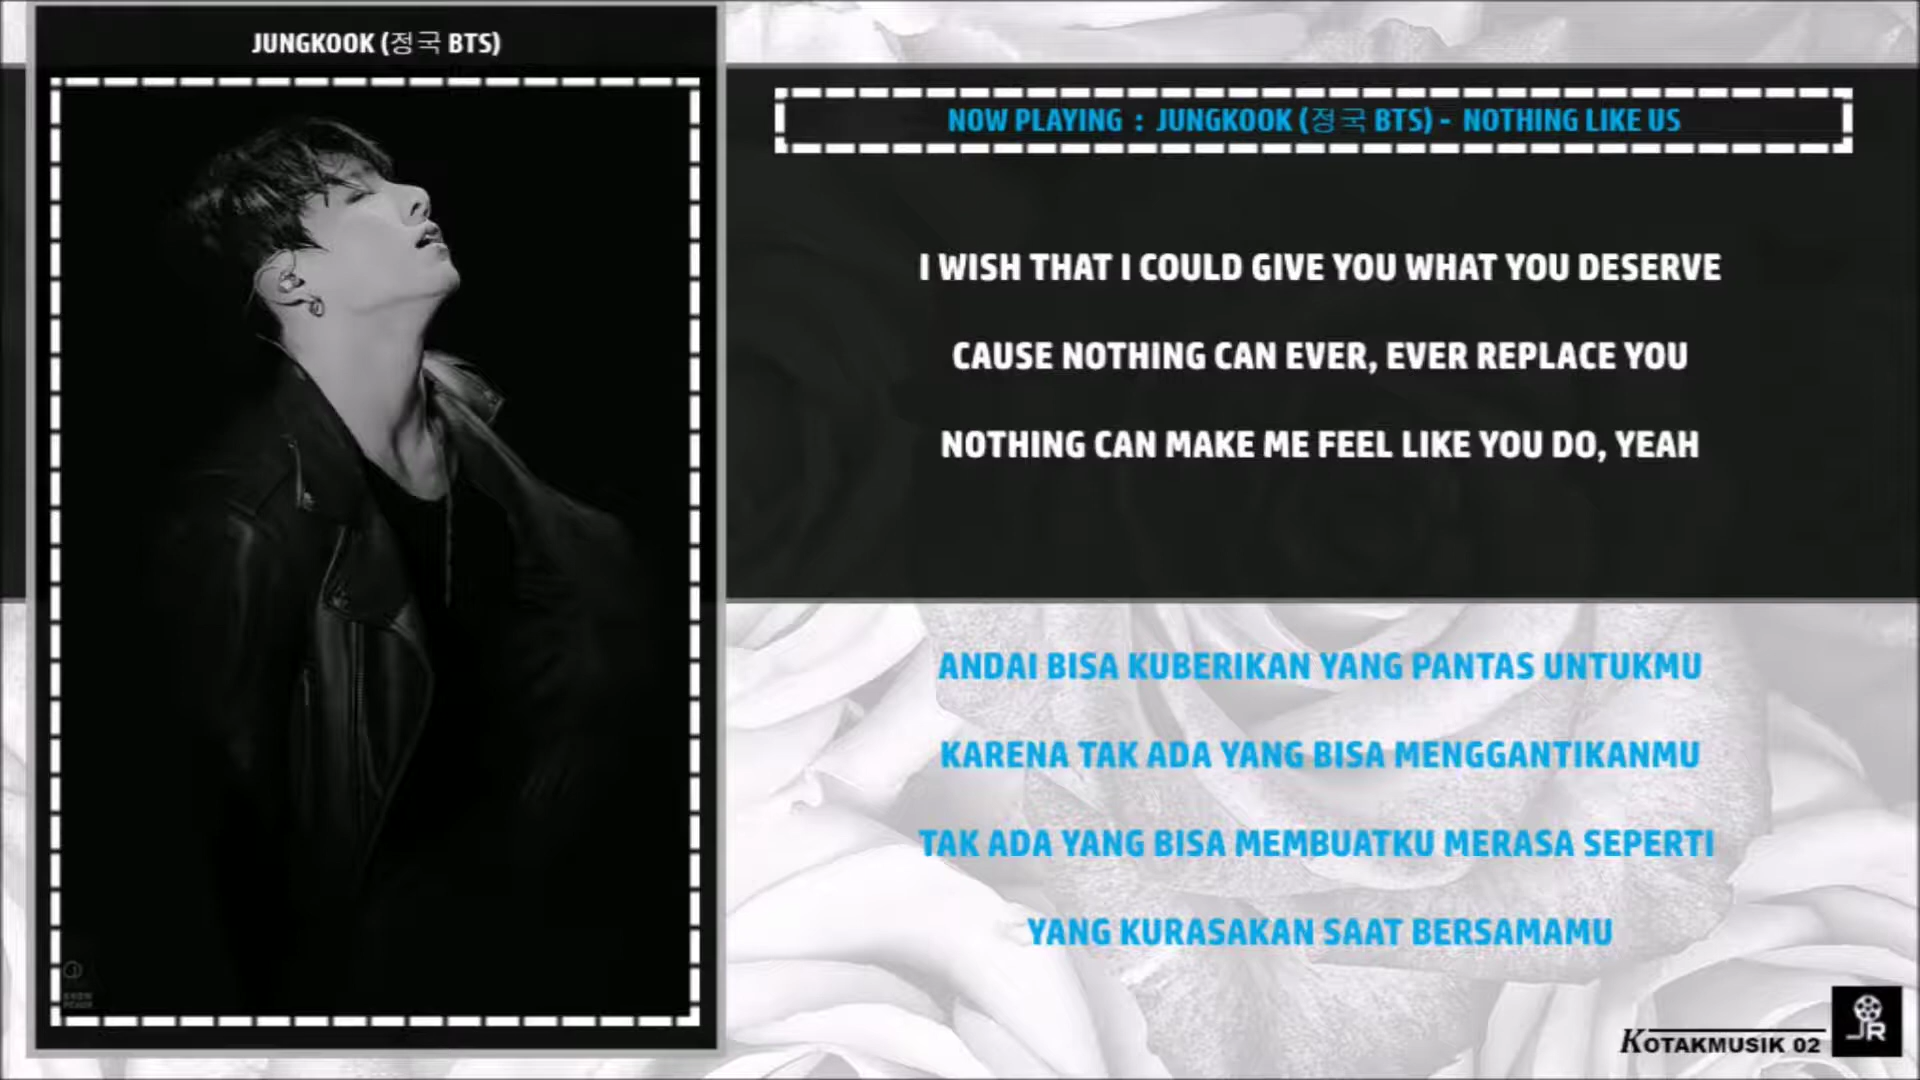 JUNGKOOK (정국 BTS)
NOW PLAYING : JUNGKOOK (정국 BTS) - NOTHING LIKE US
I WISH THAT I COULD GIVE YOU WHAT YOU DESERVE
CAUSE NOTHING CAN EVER, EVER REPLACE YOU
NOTHING CAN MAKE ME FEEL LIKE YOU DO, YEAH
ANDAI BISA KUBERIKAN YANG PANTAS UNTUKMU
KARENA TAK ADA YANG BISA MENGGANTIKANMU
TAK ADA YANG BISA MEMBUATKU MERASA SEPERTI
YANG KURASAKAN SAAT BERSAMAMU
KOTAKMUSIK 02
JR